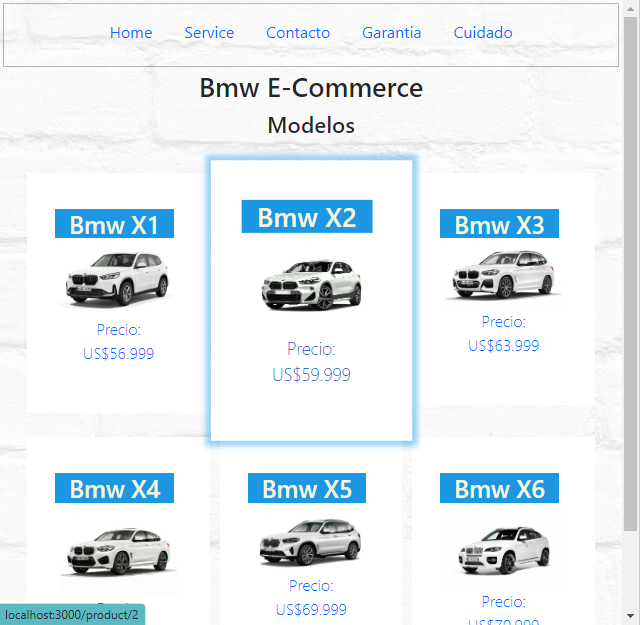 Home Service Contacto Garantia Cuidado
Bmw E-Commerce
Modelos
Bmw X1
Precio:
US$56.999
Bmw X2
Precio:
US$59.999
Bmw X3
Precio:
US$63.999
Bmw X4
Bmw X5
Precio:
US$69.999
Bmw X6
Precio:
US$79.999
localhost:3000/product/2